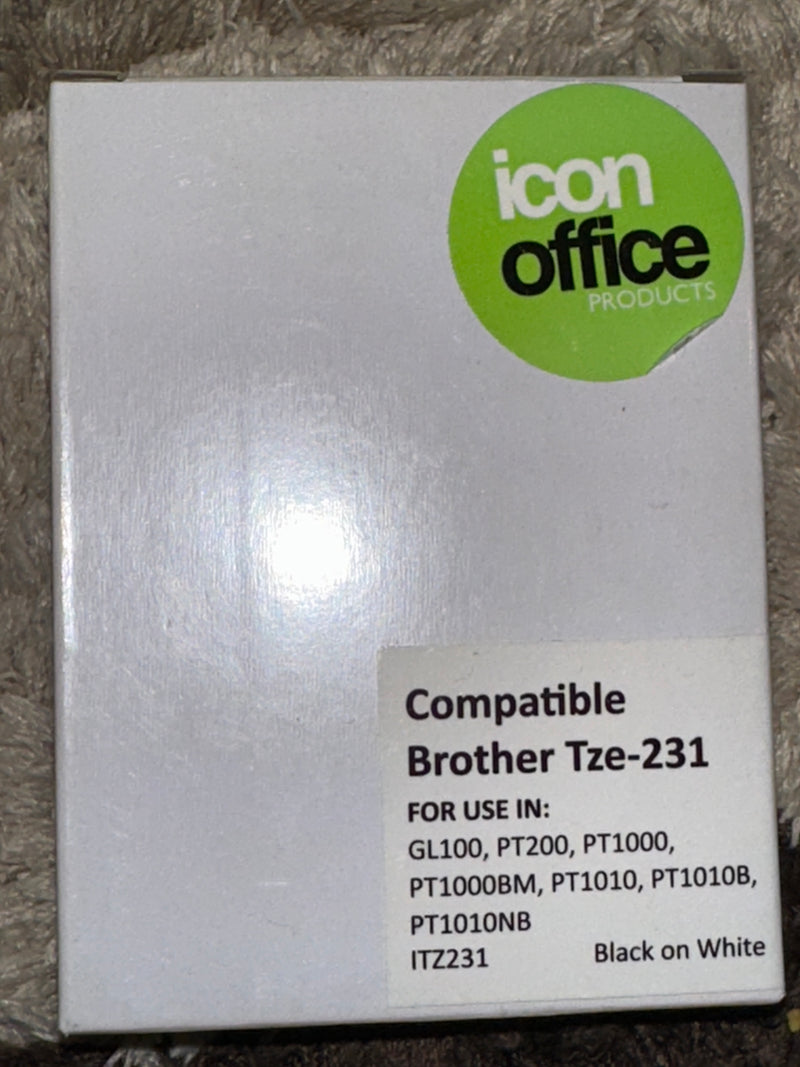 icon
office
PRODUCTS
Compatible
Brother Tze-231
FOR USE IN:
GL100, PT200, PT1000,
PT1000BM, PT1010, PT1010B,
PT1010NB
ITZ231 Black on White